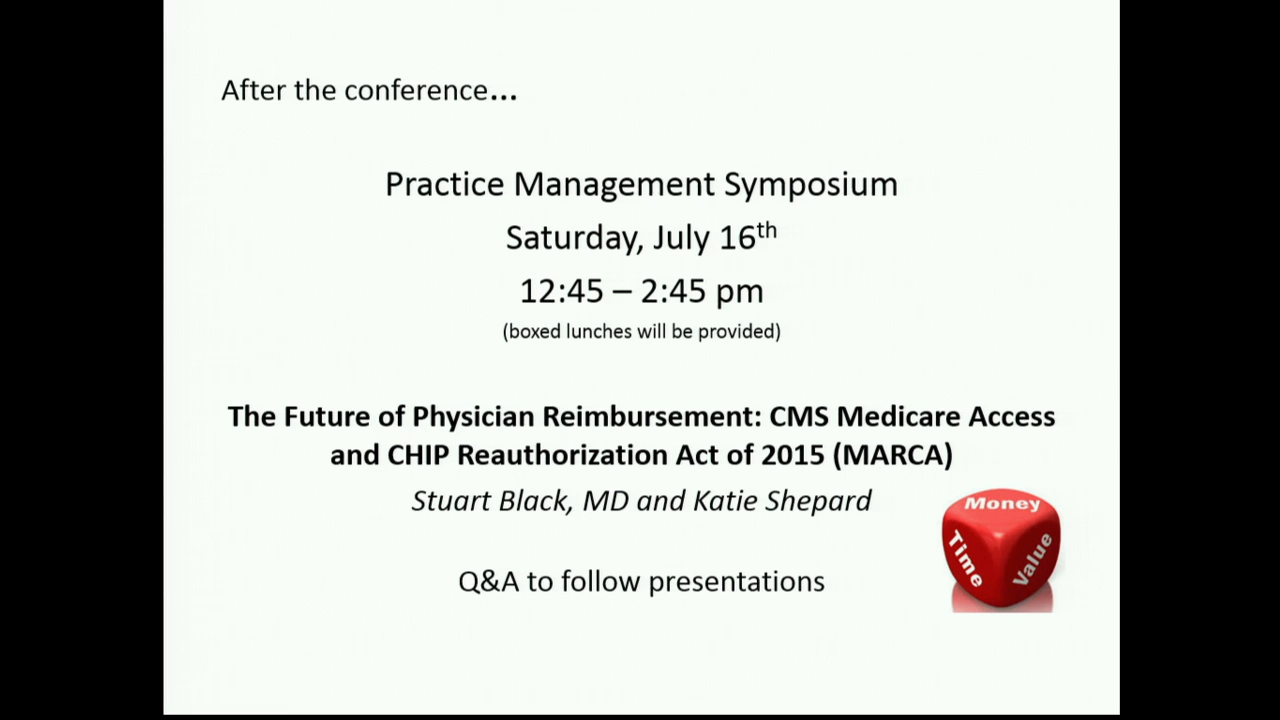 After the conference...
Practice Management Symposium
Saturday, July 16th
12:45 – 2:45 pm
(boxed lunches will be provided)
The Future of Physician Reimbursement: CMS Medicare Access
and CHIP Reauthorization Act of 2015 (MARCA)
Stuart Black, MD and Katie Shepard
Money
Time
Value
Q&A to follow presentations